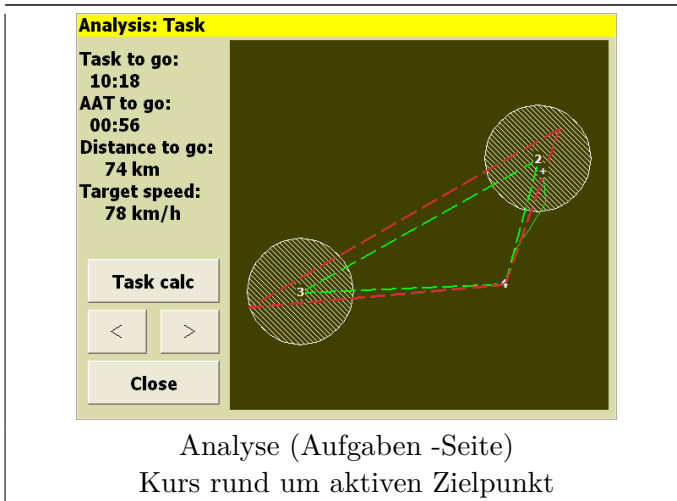 Analysis: Task
Task to go:
10:18
AAT to go:
00:56
Distance to go:
74 km
Target speed:
78 km/h
Task calc
<
>
Close
2
+
3
4
Analyse (Aufgaben -Seite)
Kurs rund um aktiven Zielpunkt